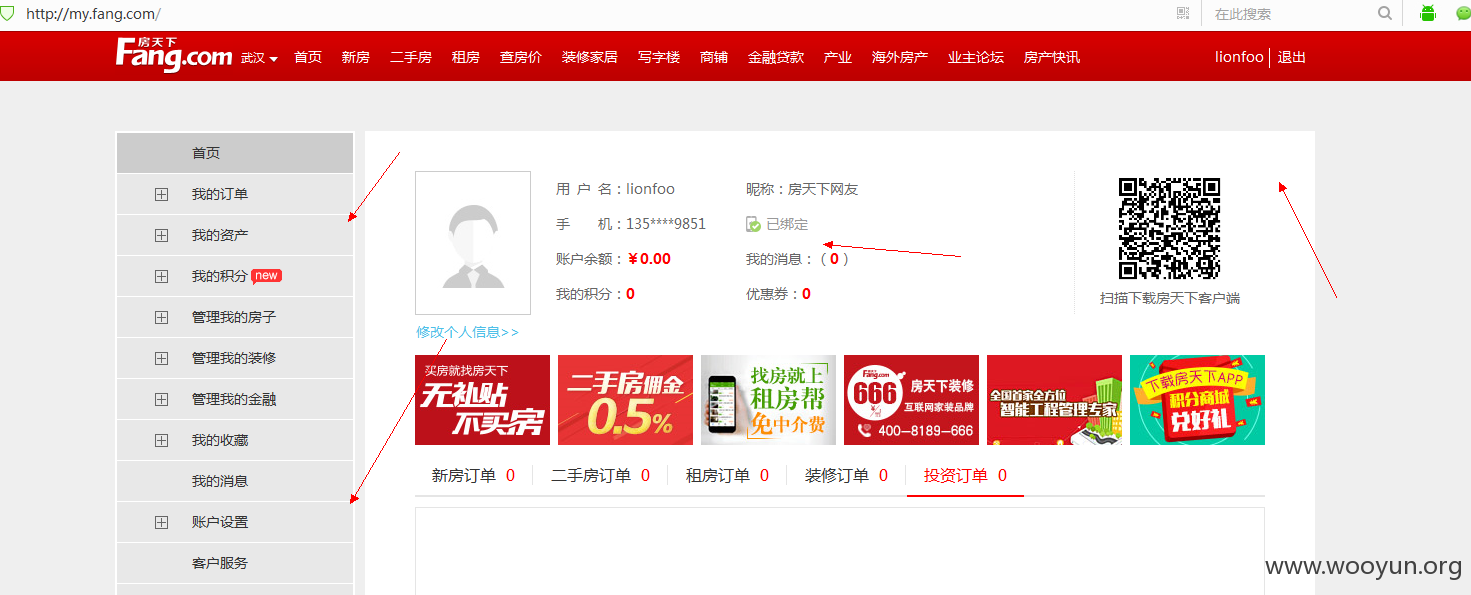 http://my.fang.com/
在此搜索
房天下
Fang.com
武汉 首页 新房 二手房 租房 查房价 装修家居 写字楼 商铺 金融贷款 产业 海外房产 业主论坛 房产快讯
lionfoo 退出
首页
我的订单
我的资产
我的积分 new
管理我的房子
管理我的装修
管理我的金融
我的收藏
我的消息
账户设置
客户服务
用 户 名：lionfoo 昵称：房天下网友
手 机：135****9851 已绑定
账户余额：¥0.00 我的消息：（0）
我的积分：0 优惠券：0
修改个人信息>>
扫描下载房天下客户端
买房就找房天下
无补贴
不买房
二手房佣金
0.5%
找房就上
租房帮
免中介费
Fang.com
666
房天下装修
互联网家装品牌
400-8189-666
全国首家全方位
智能工程管理专家
下载房天下APP
积分商城
兑好礼
新房订单 0 二手房订单 0 租房订单 0 装修订单 0 投资订单 0
www.wooyun.org